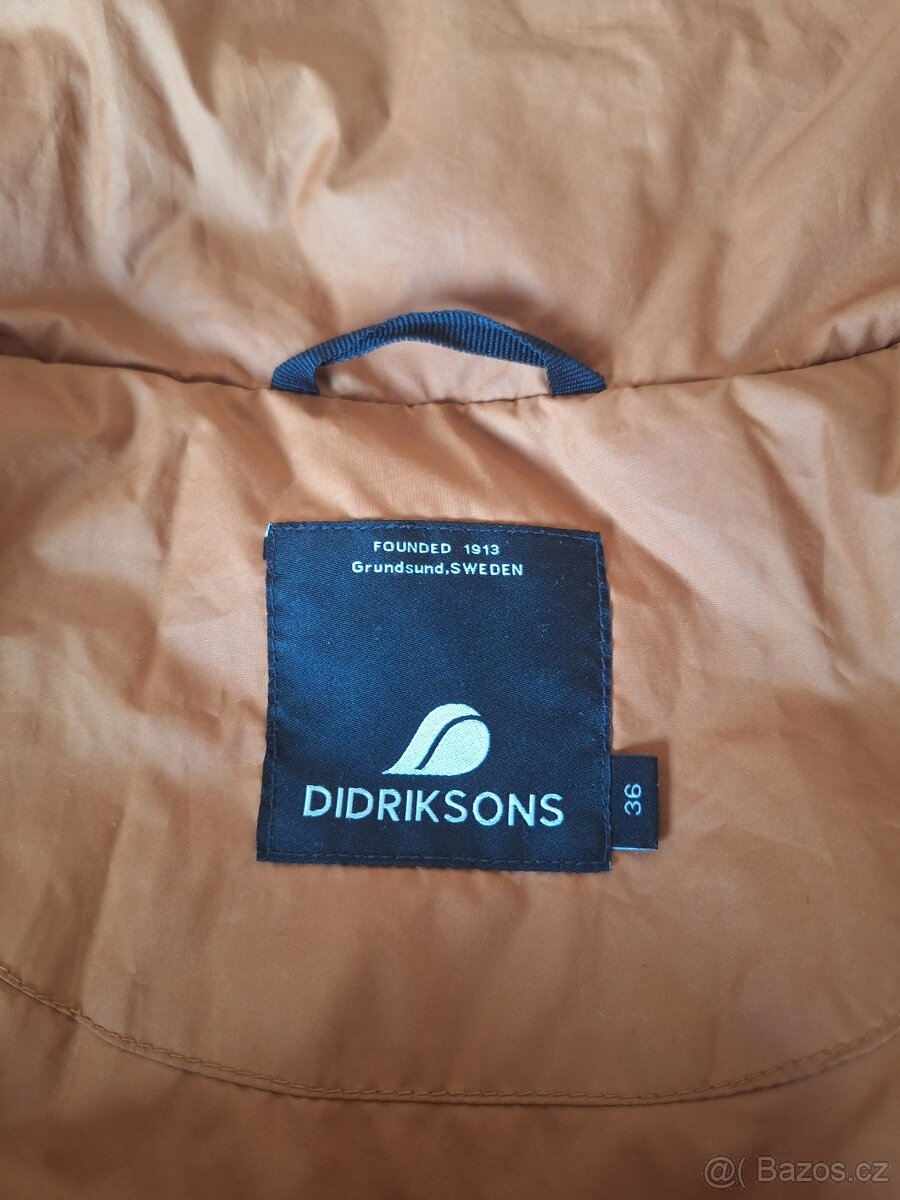 FOUNDED 1913
Grundsund,SWEDEN
DIDRIKSONS
36
@( Bazos.cz